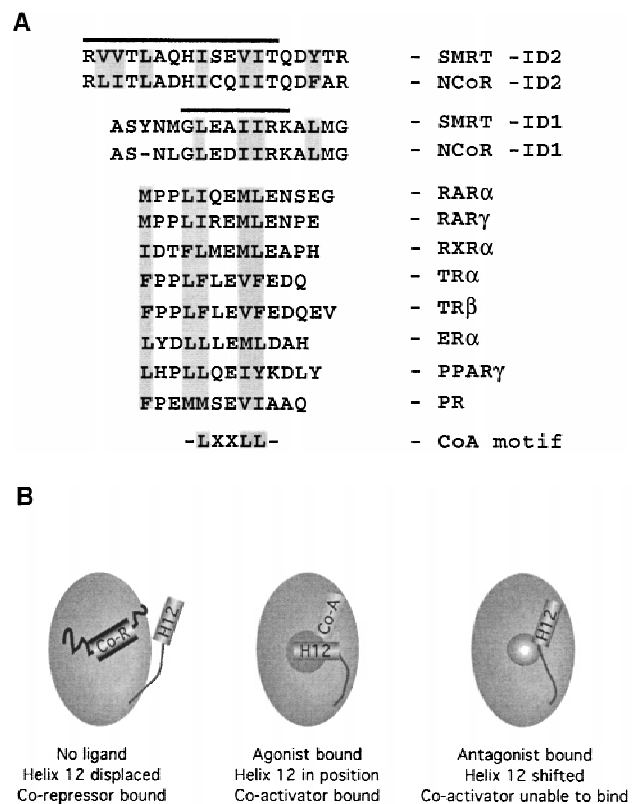 A
RVVTLAQHISEVITQDYTR - SMRT -ID2
RLITLADHICQIITQDFAR - NCoR -ID2
ASYNMGLEAIIRKALMG - SMRT -ID1
AS-NLGLEDIIRKALMG - NCoR -ID1
MPPLIQEMLENSEG - RARα
MPPLIREMLENPE - RARγ
IDTFLMEMLEAPH - RXRα
FPPLFLEVFEDQ - TRα
FPPLFLEVFEDQEV - TRβ
LYDLLLEMLDAH - ERα
LHPLLQEIYKDLY - PPARγ
FPEMMSEVIAAQ - PR
-LXXLL- - CoA motif
B
Co-R H12
Co-A
H12
H12
No ligand
Helix 12 displaced
Co-repressor bound
Agonist bound
Helix 12 in position
Co-activator bound
Antagonist bound
Helix 12 shifted
Co-activator unable to bind